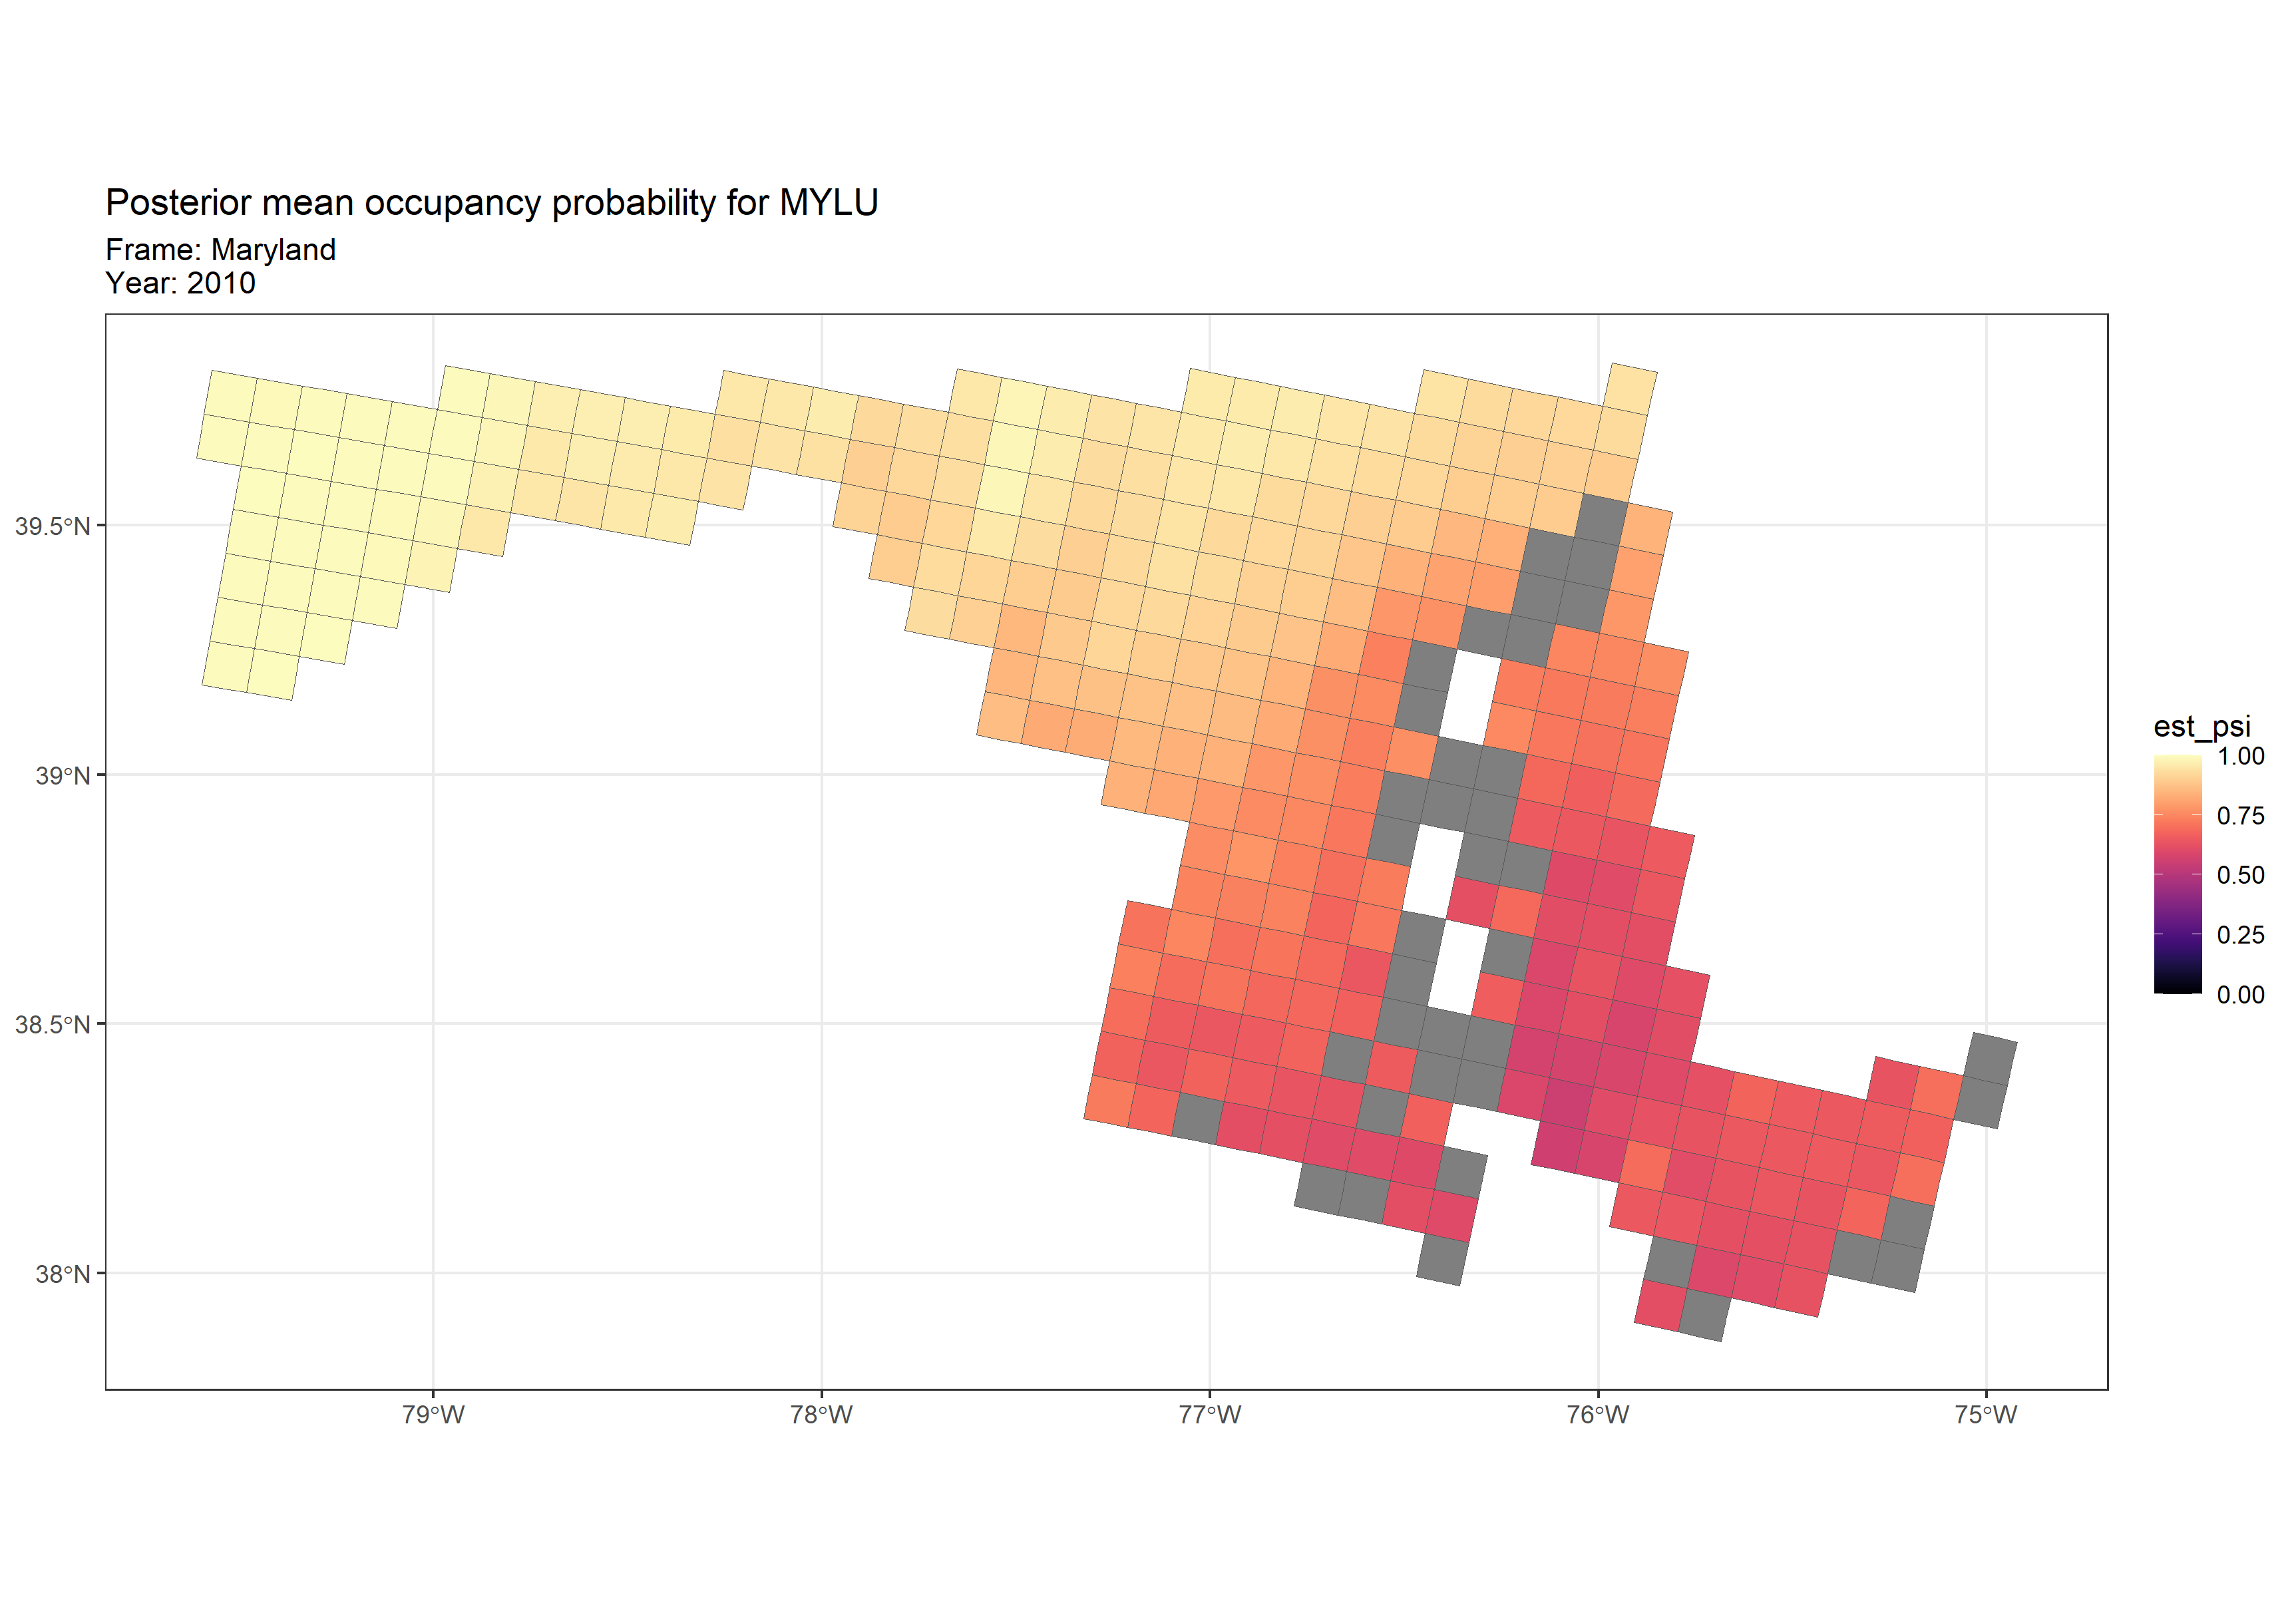 Posterior mean occupancy probability for MYLU
Frame: Maryland
Year: 2010
39.5°N
39°N
38.5°N
38°N
79°W
78°W
77°W
76°W
75°W
est_psi
1.00
0.75
0.50
0.25
0.00